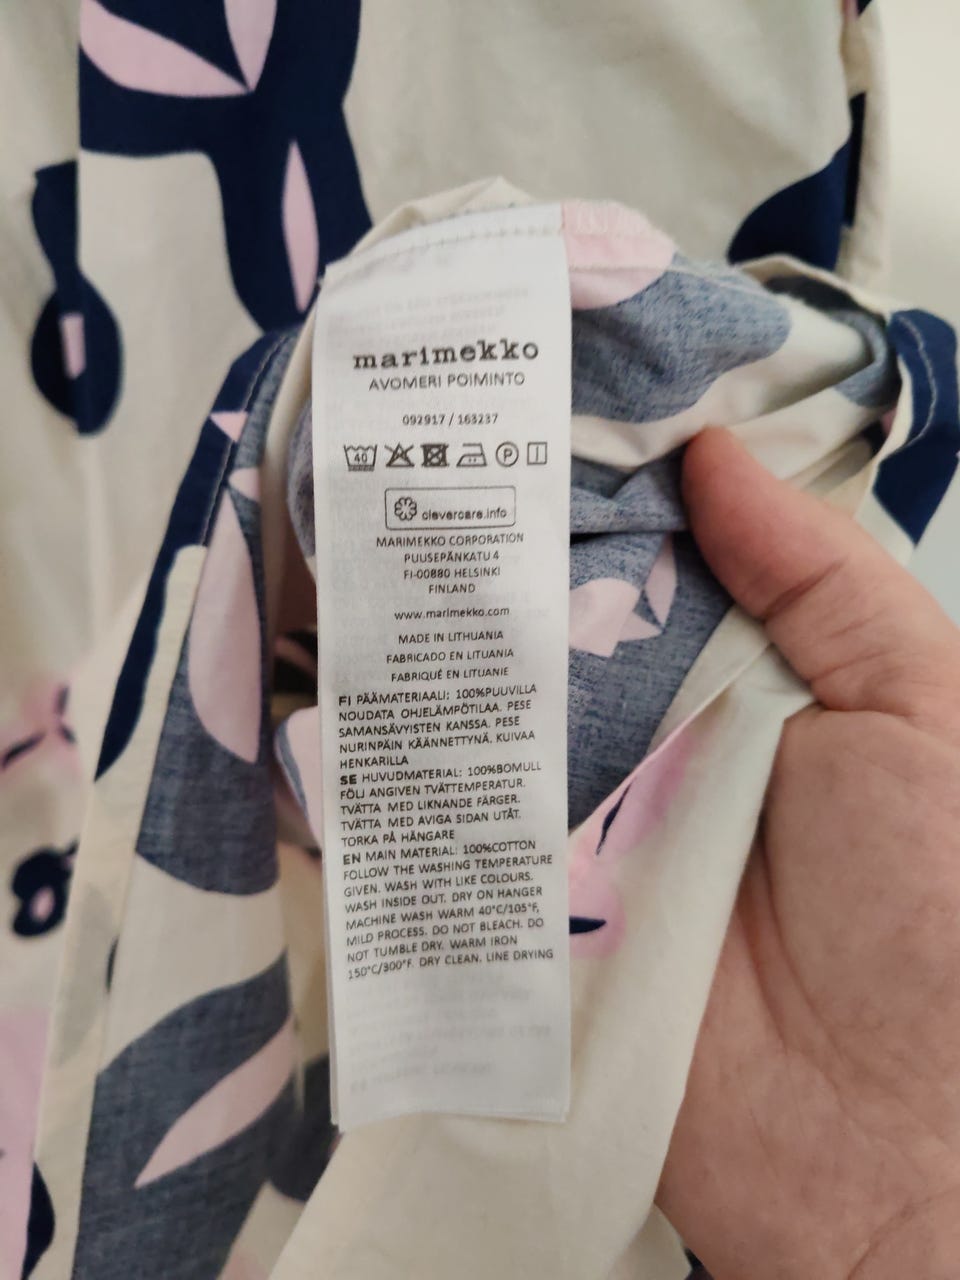 marimekko
AVOMERI POIMINTO
092917 / 163237
40 P
clevercare.info
MARIMEKKO CORPORATION
PUUSEPÄNKATU 4
FI-00880 HELSINKI
FINLAND
www.marimekko.com
MADE IN LITHUANIA
FABRICADO EN LITUANIA
FABRIQUÉ EN LITUANIE
FI PÄÄMATERIAALI: 100%PUUVILLA
NOUDATA OHJELÄMPÖTILAA. PESE
SAMANSÄVYISTEN KANSSA. PESE
NURINPÄIN KÄÄNNETTYNÄ. KUIVAA
HENKARILLA
SE HUVUDMATERIAL: 100%BOMULL
FÖLJ ANGIVEN TVÄTTEMPERATUR.
TVÄTTA MED LIKNANDE FÄRGER.
TVÄTTA MED AVIGA SIDAN UTÅT.
TORKA PÅ HÄNGARE
EN MAIN MATERIAL: 100%COTTON
FOLLOW THE WASHING TEMPERATURE
GIVEN. WASH WITH LIKE COLOURS.
WASH INSIDE OUT. DRY ON HANGER
MACHINE WASH WARM 40°C/105°F,
MILD PROCESS. DO NOT BLEACH. DO
NOT TUMBLE DRY. WARM IRON
150°C/300°F. DRY CLEAN. LINE DRYING